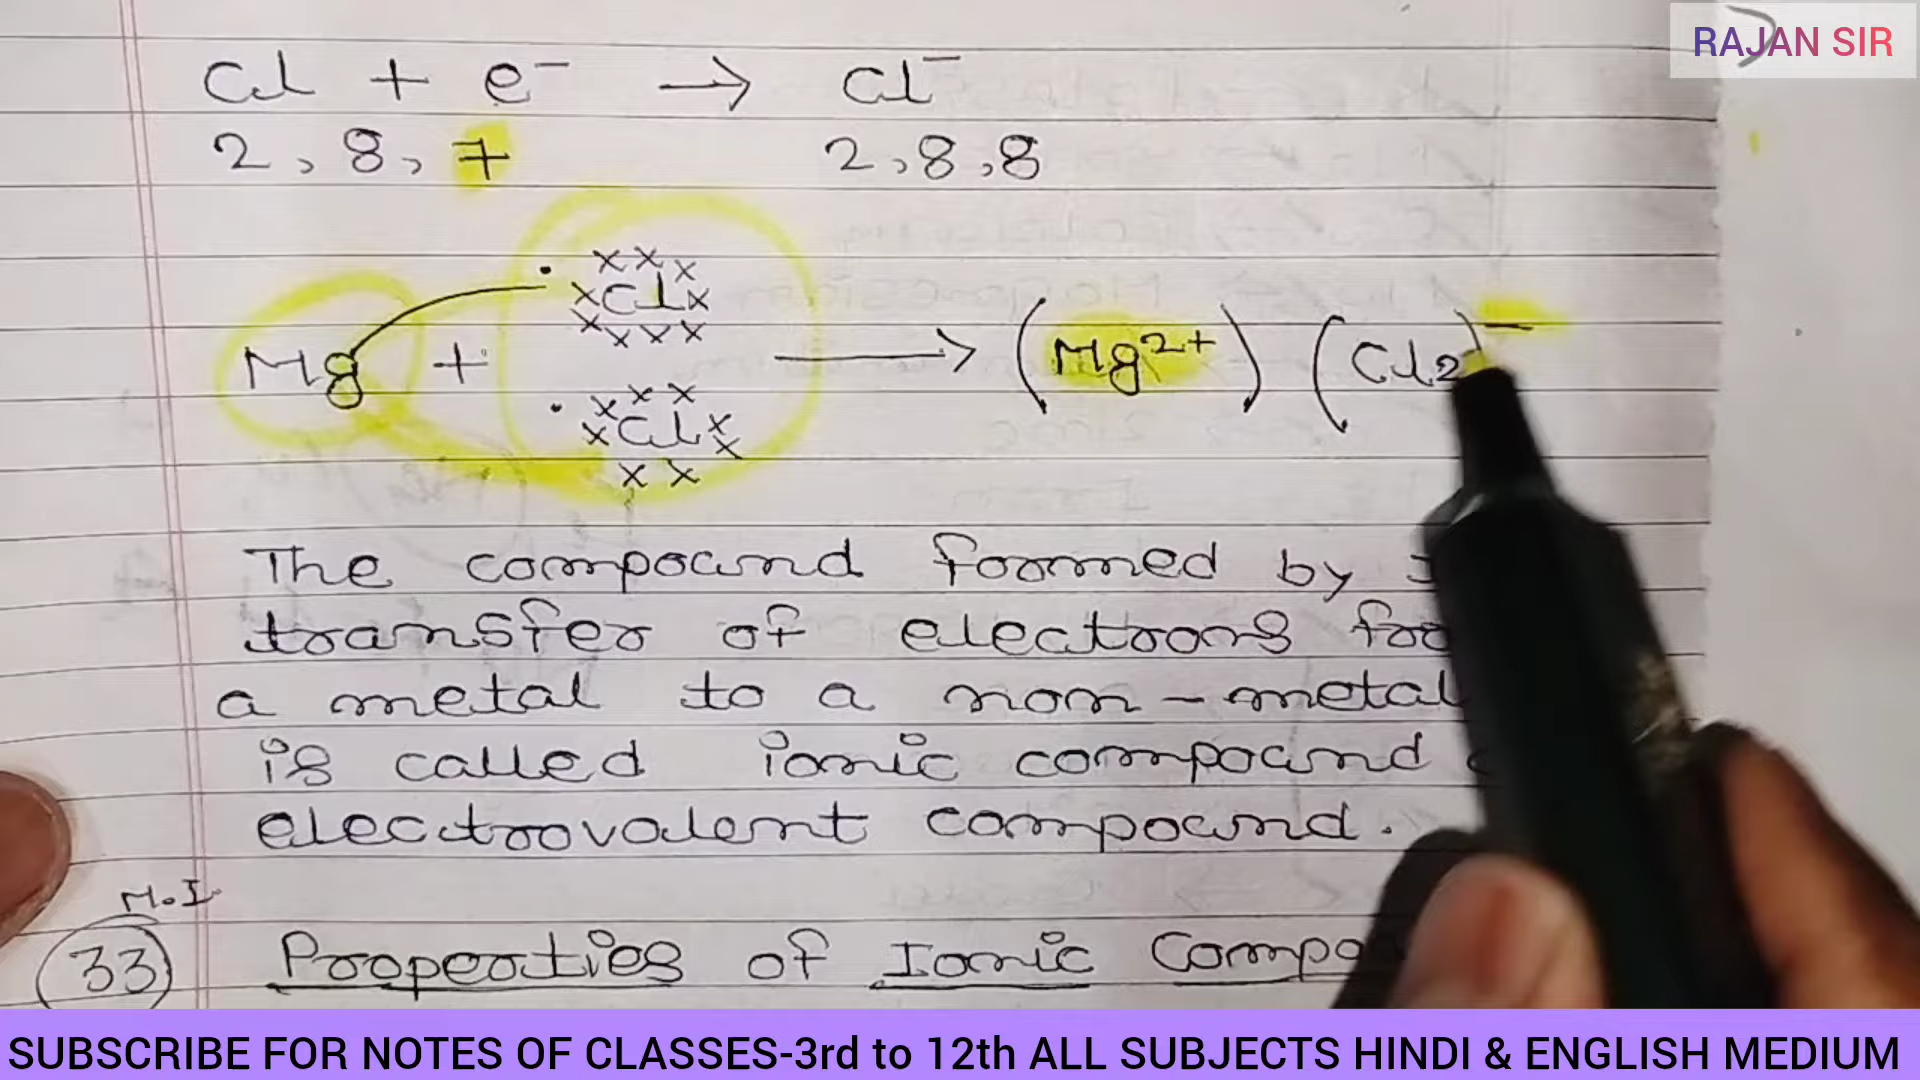 RAJAN SIR
Cl + e⁻ → Cl⁻
2, 8, 7 2, 8, 8
x x x
x Cl x
x x x x
Mg + → (Mg²⁺) (Cl₂)⁻
x x x
x Cl x
x
x x
The compound formed by
transfer of electrons
a metal to a non-metal
is called ionic compound
electrovalent compound.
M.I
33 Properties of Ionic
SUBSCRIBE FOR NOTES OF CLASSES-3rd to 12th ALL SUBJECTS HINDI & ENGLISH MEDIUM